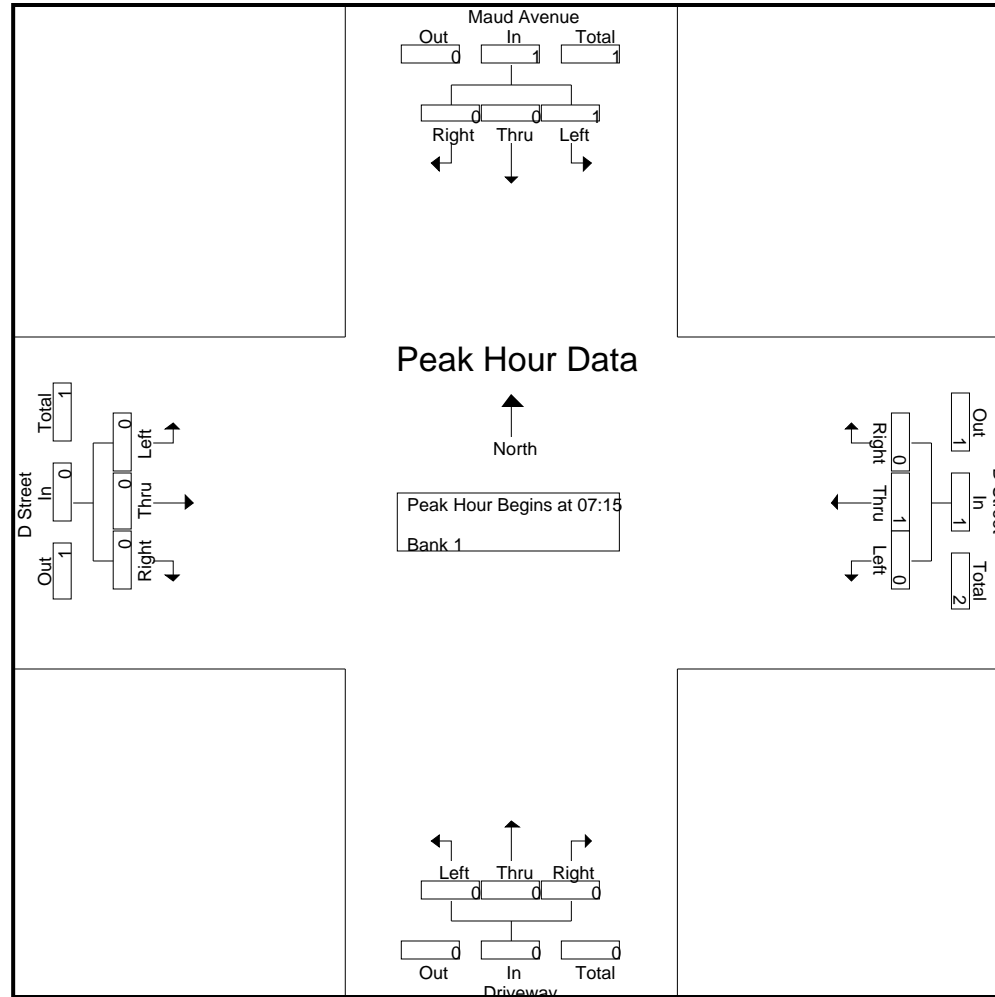 Maud Avenue
Out In Total
0 1 1
0 0 1
Right Thru Left
Peak Hour Data
North
Peak Hour Begins at 07:15
Bank 1
D Street
Total In Out
1 0 1
0 0 0
Left Thru Right
Right Thru Left
0 1 0
Out In Total
1 1 2
D Street
Left Thru Right
0 0 0
0 0 0
Out In Total
Driveway